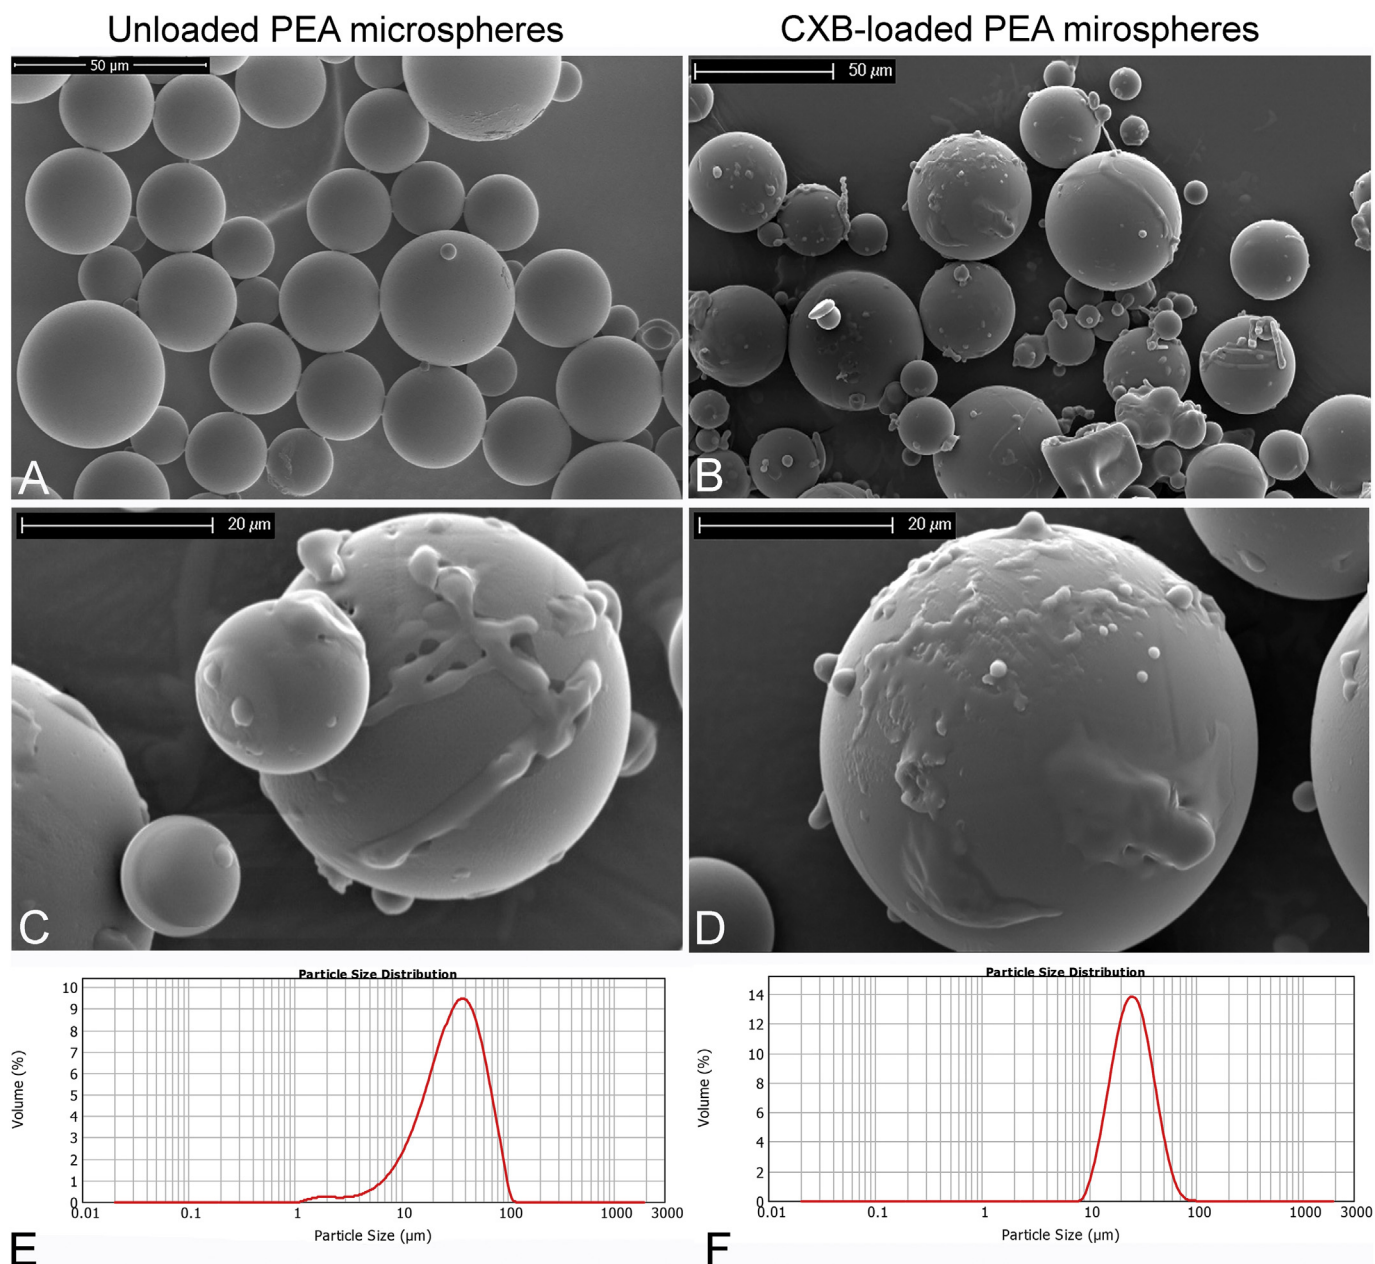 Unloaded PEA microspheres
CXB-loaded PEA mirospheres
50 µm
50 µm
A
B
20 µm
20 µm
C
D
Particle Size Distribution
10
9
8
7
6
5
4
3
2
1
0
Volume (%)
0.01 0.1 1 10 100 1000 3000
Particle Size (µm)
E
Particle Size Distribution
14
12
10
8
6
4
2
0
Volume (%)
0.01 0.1 1 10 100 1000 3000
Particle Size (µm)
F